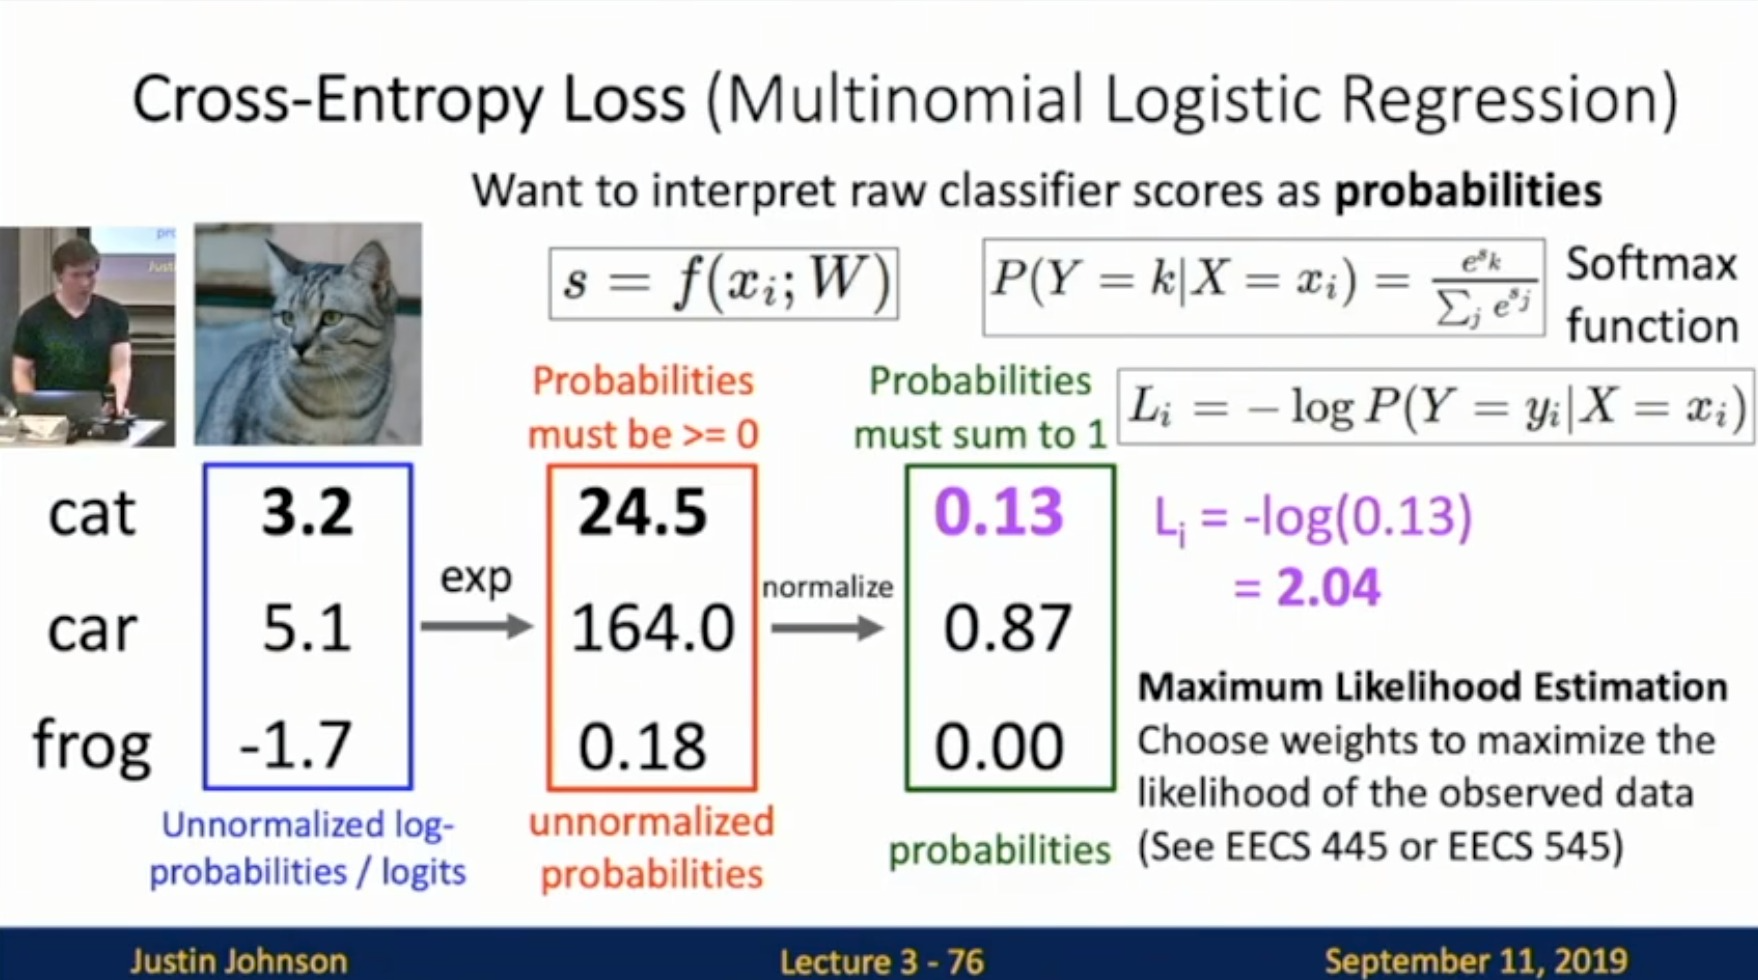 Cross-Entropy Loss (Multinomial Logistic Regression)
Want to interpret raw classifier scores as probabilities
s = f(x_i; W)
P(Y = k|X = x_i) = e^{s_k} / ∑_j e^{s_j}
Softmax
function
Probabilities
must be >= 0
Probabilities
must sum to 1
L_i = − log P(Y = y_i|X = x_i)
cat 3.2 24.5 0.13
L_i = -log(0.13)
= 2.04
exp
normalize
car 5.1 164.0 0.87
frog -1.7 0.18 0.00
Unnormalized log-
probabilities / logits
unnormalized
probabilities
probabilities
Maximum Likelihood Estimation
Choose weights to maximize the
likelihood of the observed data
(See EECS 445 or EECS 545)
Justin Johnson
Lecture 3 - 76
September 11, 2019